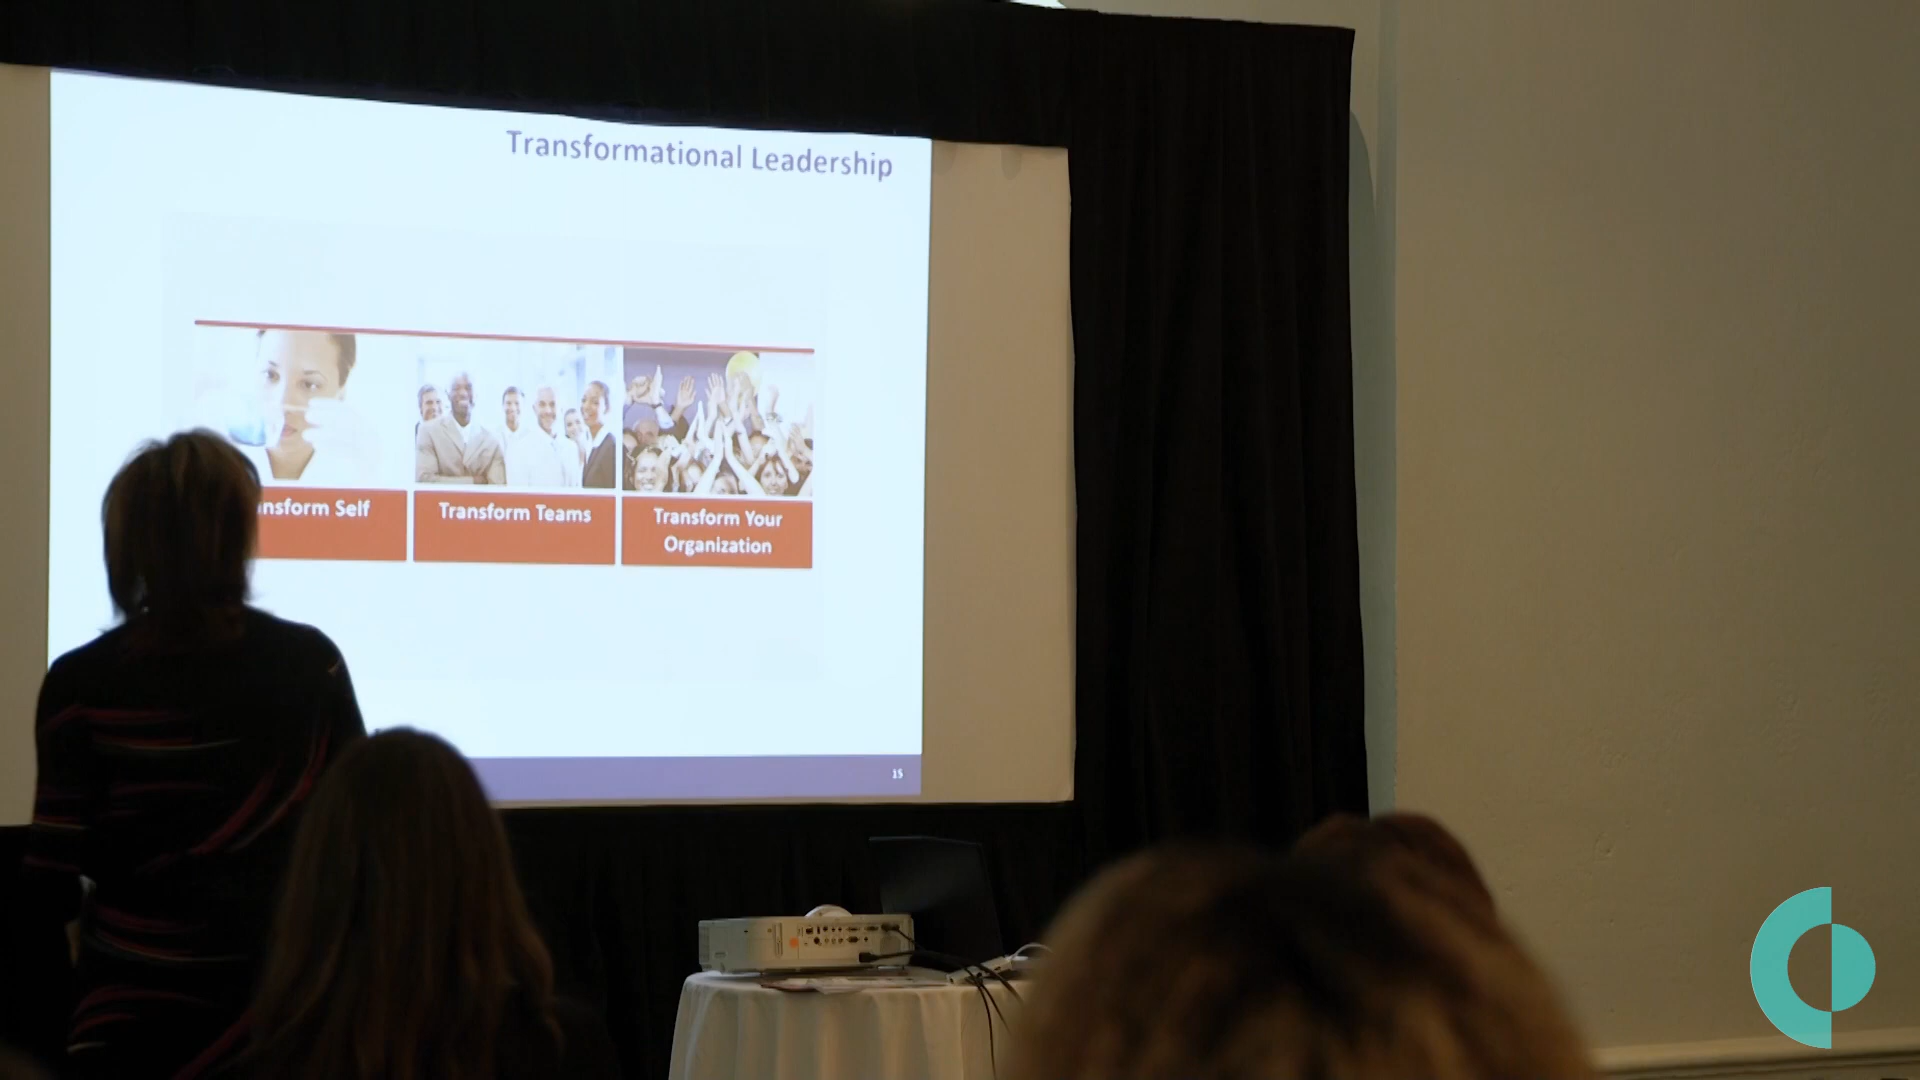 Transformational Leadership
nsform Self
Transform Teams
Transform Your
Organization
15